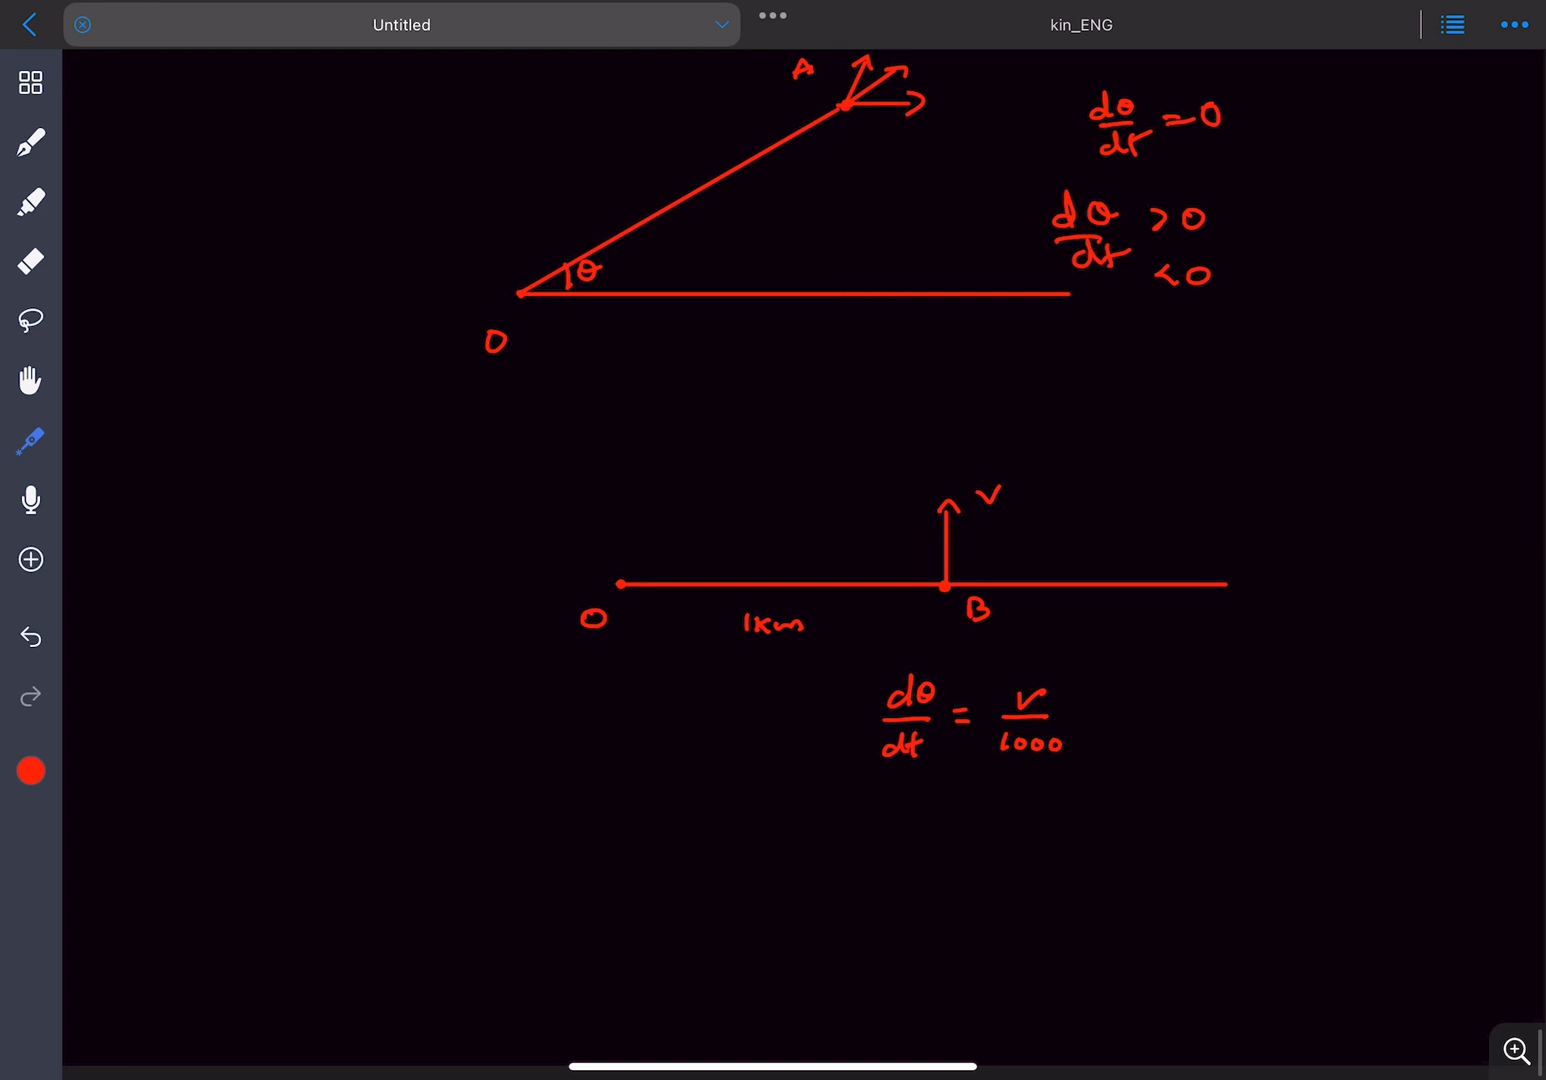 Untitled
kin_ENG
A
dθ/dt = 0
dθ/dt > 0
< 0
θ
O
V
O
1km
B
dθ/dt = v/1000